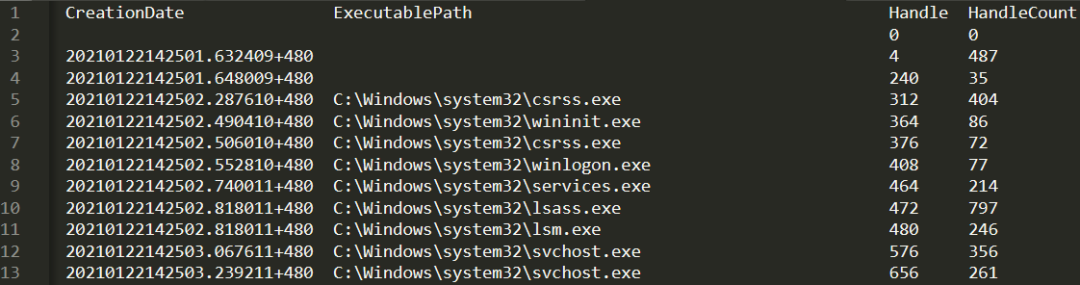 1 CreationDate ExecutablePath Handle HandleCount
2 0 0
3 20210122142501.632409+480 4 487
4 20210122142501.648009+480 240 35
5 20210122142502.287610+480 C:\Windows\system32\csrss.exe 312 404
6 20210122142502.490410+480 C:\Windows\system32\wininit.exe 364 86
7 20210122142502.506010+480 C:\Windows\system32\csrss.exe 376 72
8 20210122142502.552810+480 C:\Windows\system32\winlogon.exe 408 77
9 20210122142502.740011+480 C:\Windows\system32\services.exe 464 214
10 20210122142502.818011+480 C:\Windows\system32\lsass.exe 472 797
11 20210122142502.818011+480 C:\Windows\system32\lsm.exe 480 246
12 20210122142503.067611+480 C:\Windows\system32\svchost.exe 576 356
13 20210122142503.239211+480 C:\Windows\system32\svchost.exe 656 261